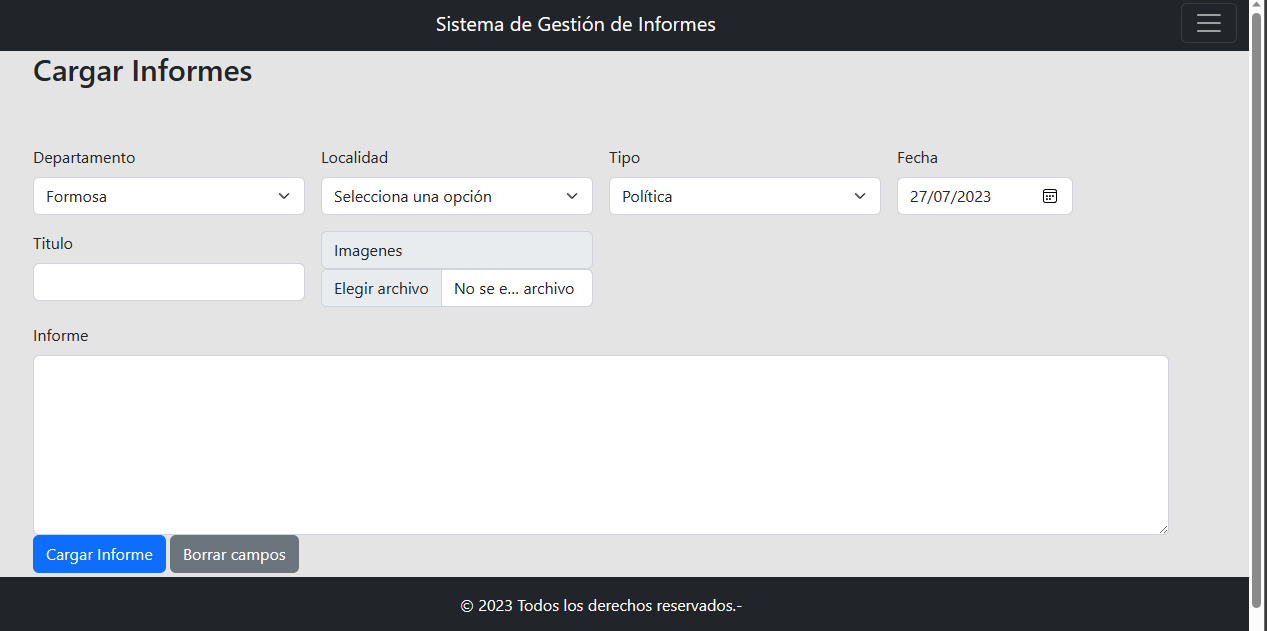 Sistema de Gestión de Informes
Cargar Informes
Departamento Localidad Tipo Fecha
Formosa Selecciona una opción Política 27/07/2023
Titulo
Imagenes
Elegir archivo No se e... archivo
Informe
Cargar Informe Borrar campos
© 2023 Todos los derechos reservados.-